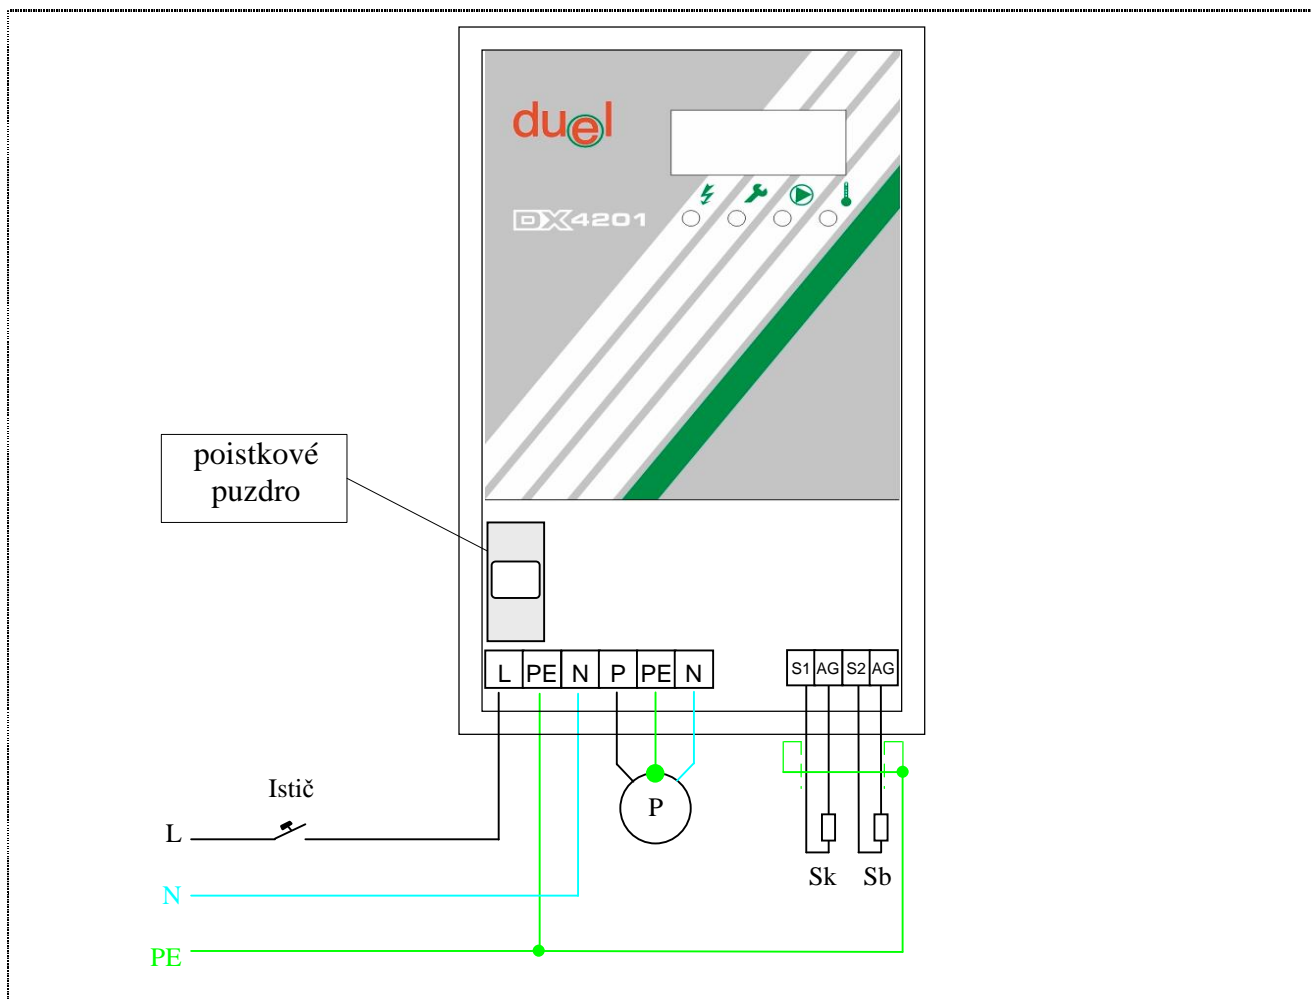 duel
DX4201
poistkové
puzdro
L PE N P PE N
S1 AG S2 AG
Istič
L
P
N
Sk Sb
PE